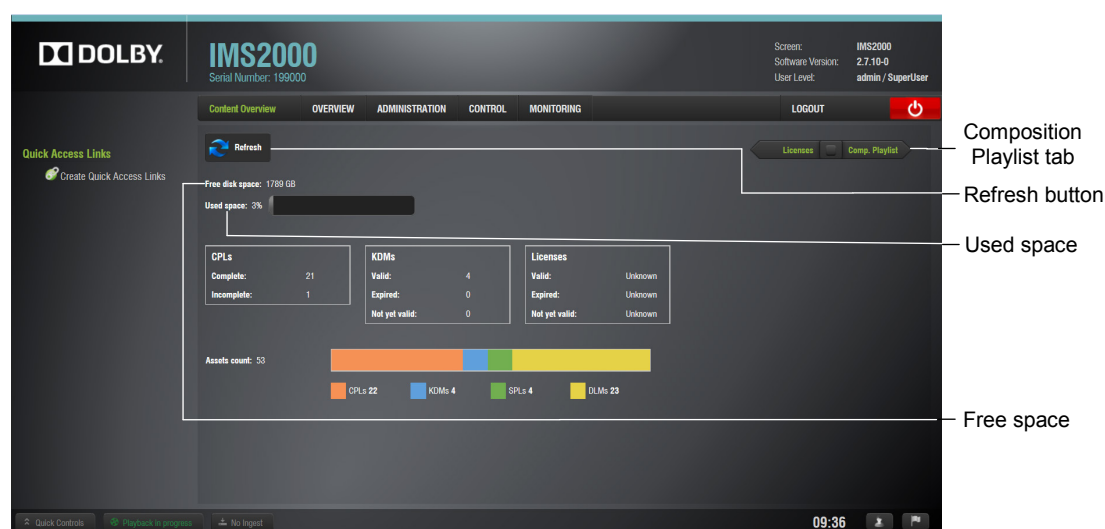 DOLBY.
IMS2000
Serial Number: 199000
Screen: IMS2000
Software Version: 2.7.10-0
User Level: admin / SuperUser
Content Overview OVERVIEW ADMINISTRATION CONTROL MONITORING LOGOUT
Quick Access Links
Create Quick Access Links
Refresh
Licenses Comp. Playlist
Composition
Playlist tab
Refresh button
Free disk space: 1789 GB
Used space: 3%
Used space
CPLs
Complete: 21
Incomplete: 1
KDMs
Valid: 4
Expired: 0
Not yet valid: 0
Licenses
Valid: Unknown
Expired: Unknown
Not yet valid: Unknown
Assets count: 53
CPLs 22 KDMs 4 SPLs 4 DLMs 23
Free space
Quick Controls Playback in progress No Ingest 09:36